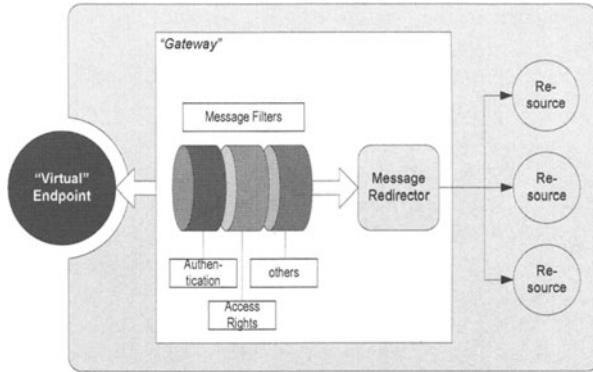 "Gateway"
Message Filters
"Virtual"
Endpoint
Message
Redirector
Re-
source
Re-
source
Re-
source
Authen-
tication
others
Access
Rights